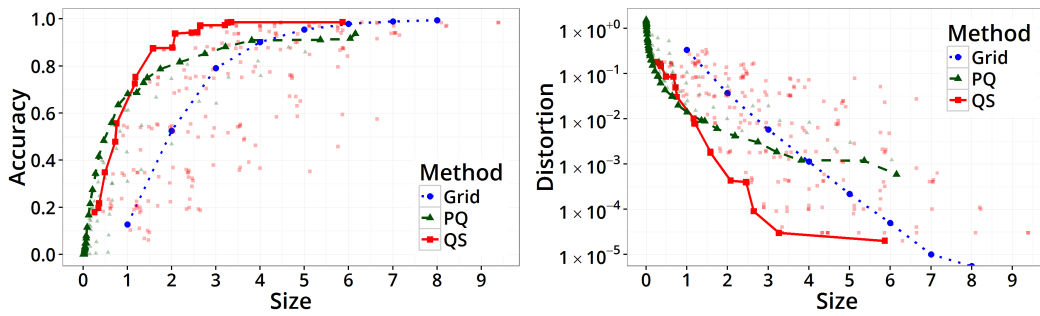 Accuracy
1.0
0.8
0.6
0.4
0.2
0.0
0 1 2 3 4 5 6 7 8 9
Size
Method
Grid
PQ
QS
Distortion
1 × 10⁺⁰
1 × 10⁻¹
1 × 10⁻²
1 × 10⁻³
1 × 10⁻⁴
1 × 10⁻⁵
0 1 2 3 4 5 6 7 8 9
Size
Method
Grid
PQ
QS